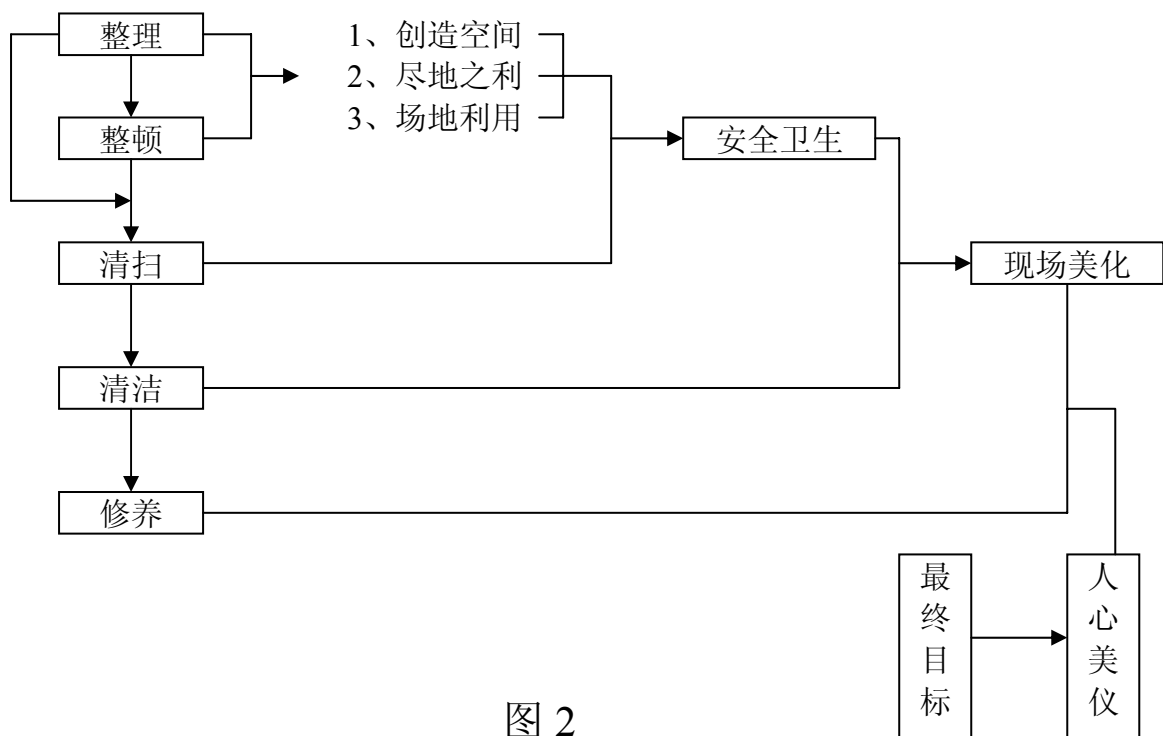 整理
1、创造空间
2、尽地之利
3、场地利用
整顿
安全卫生
清扫
现场美化
清洁
修养
最终目标
人心美仪
图 2